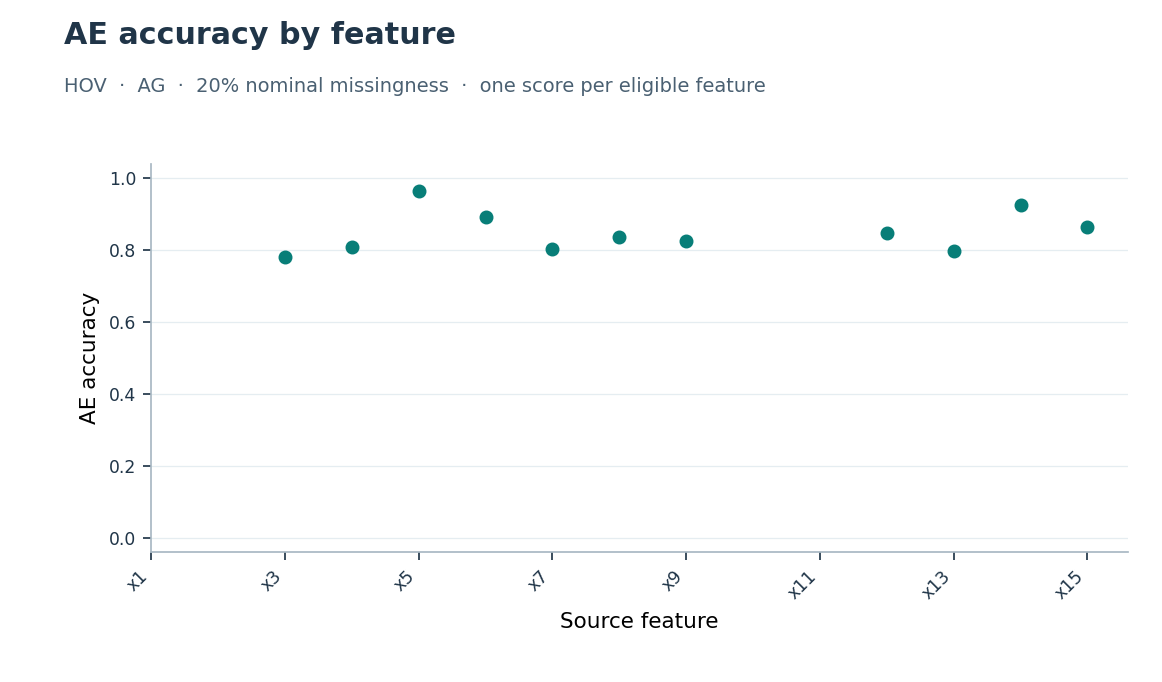 AE accuracy by feature
HOV · AG · 20% nominal missingness · one score per eligible feature
1.0
0.8
0.6
0.4
0.2
0.0
AE accuracy
x1
x3
x5
x7
x9
x11
x13
x15
Source feature